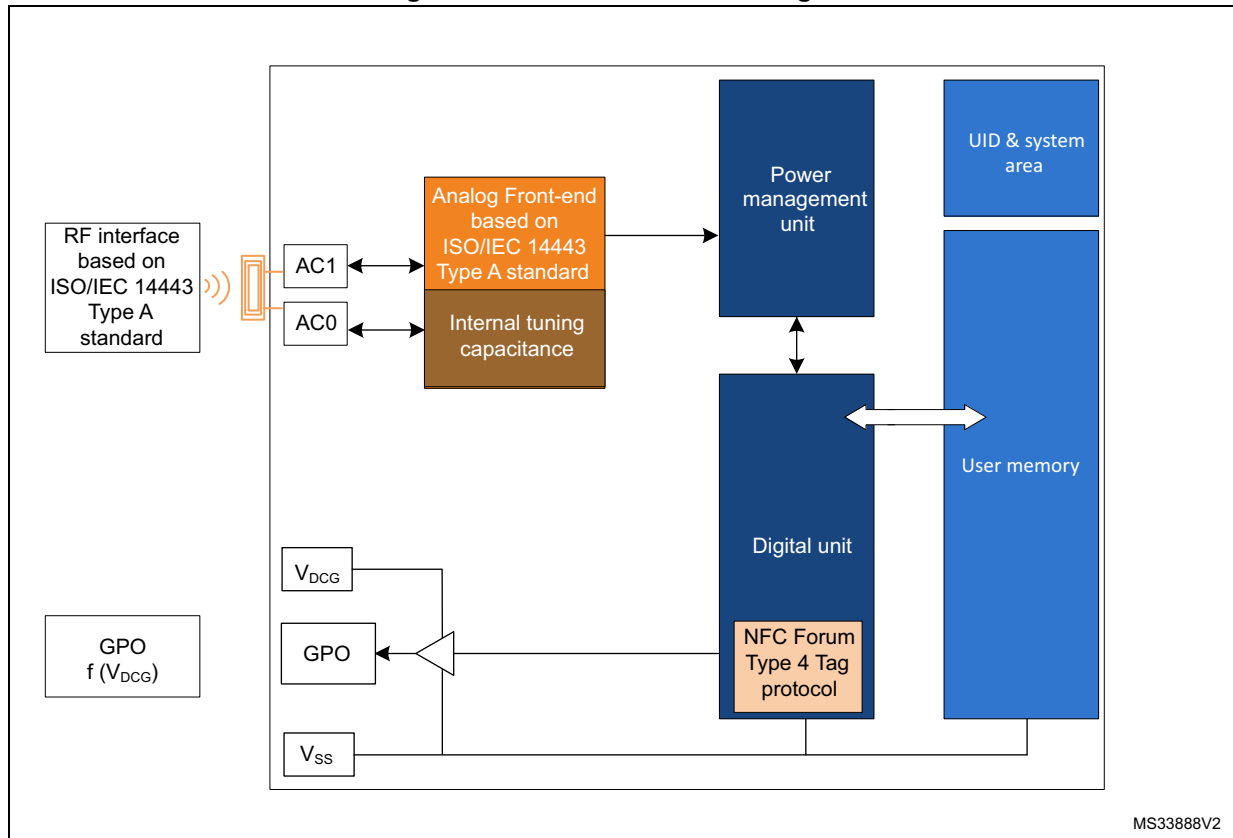 RF interface
based on
ISO/IEC 14443
Type A
standard
AC1
AC0
Analog Front-end
based on
ISO/IEC 14443
Type A standard
Internal tuning
capacitance
Power
management
unit
UID & system
area
User memory
Digital unit
NFC Forum
Type 4 Tag
protocol
VDCG
GPO
VSS
GPO
f (VDCG)
MS33888V2